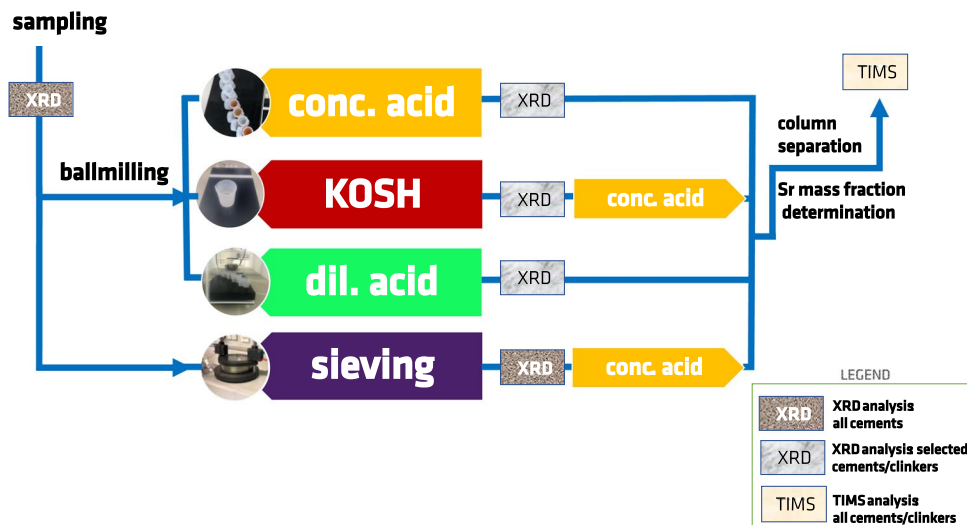 sampling
XRD
ballmilling
conc. acid
XRD
KOSH
XRD
conc. acid
dil. acid
XRD
sieving
XRD
conc. acid
TIMS
column
separation
Sr mass fraction
determination
LEGEND
XRD
XRD analysis:
all cements
XRD
XRD analysis: selected
cements/clinkers
TIMS
TIMS analysis:
all cements/clinkers